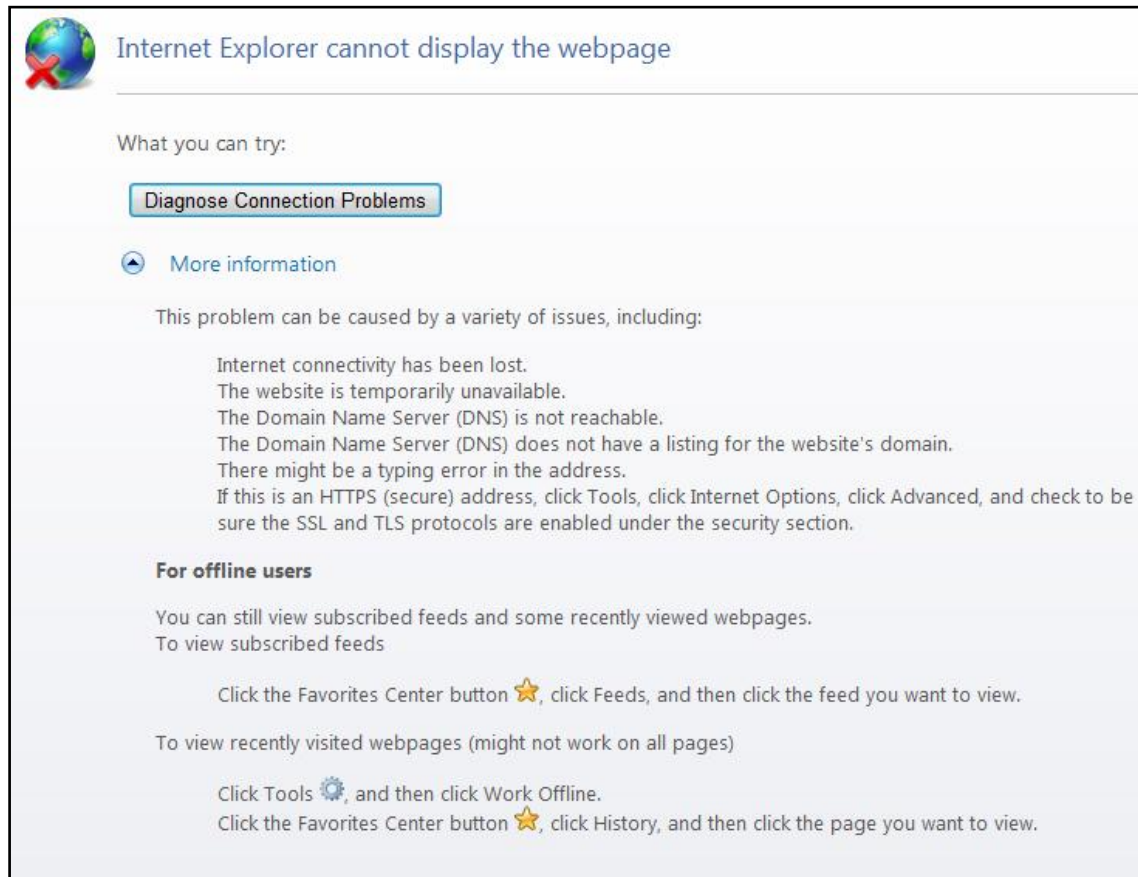 Internet Explorer cannot display the webpage
What you can try:
Diagnose Connection Problems
More information
This problem can be caused by a variety of issues, including:
Internet connectivity has been lost.
The website is temporarily unavailable.
The Domain Name Server (DNS) is not reachable.
The Domain Name Server (DNS) does not have a listing for the website's domain.
There might be a typing error in the address.
If this is an HTTPS (secure) address, click Tools, click Internet Options, click Advanced, and check to be
sure the SSL and TLS protocols are enabled under the security section.
For offline users
You can still view subscribed feeds and some recently viewed webpages.
To view subscribed feeds
Click the Favorites Center button , click Feeds, and then click the feed you want to view.
To view recently visited webpages (might not work on all pages)
Click Tools , and then click Work Offline.
Click the Favorites Center button , click History, and then click the page you want to view.